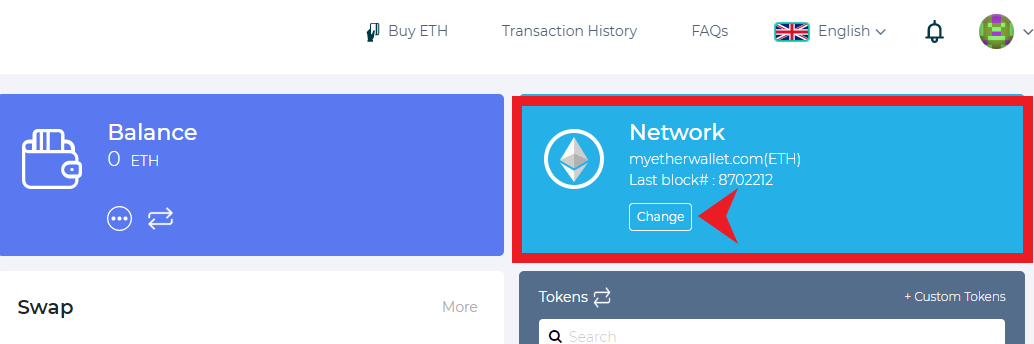 Buy ETH
Transaction History
FAQs
English
Balance
0 ETH
Network
myetherwallet.com(ETH)
Last block# : 8702212
Change
Swap
More
Tokens
+ Custom Tokens
Search